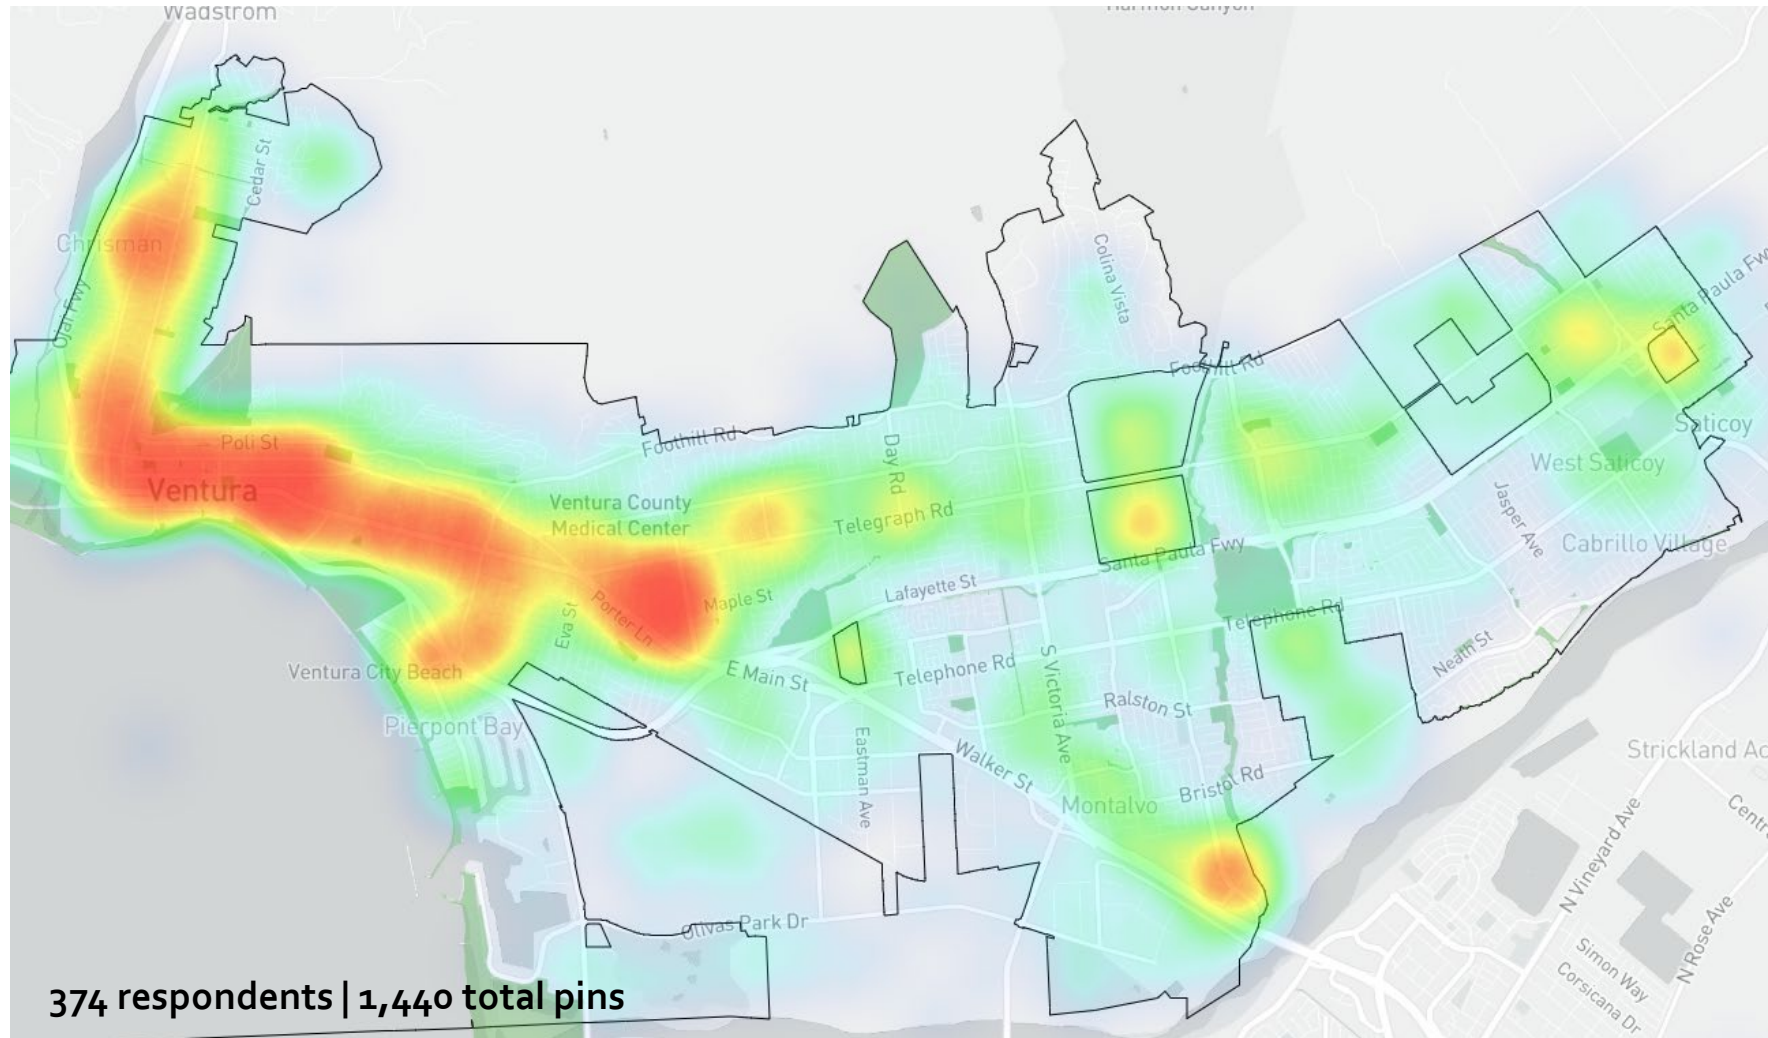 Wadstrom
Harmon Canyon
Cedar St
Chrisman
Colina Vista
Ojai Fwy
Santa Paula Fwy
Foothill Rd
Poli St
Foothill Rd
Day Rd
Saticoy
West Saticoy
Ventura
Ventura County
Medical Center
Telegraph Rd
Jasper Ave
Cabrillo Village
Santa Paula Fwy
Lafayette St
Maple St
Porter Ln
Eva St
Telephone Rd
Neath St
Ventura City Beach
E Main St
Telephone Rd
S Victoria Ave
Ralston St
Pierpont Bay
Eastman Ave
Walker St
Bristol Rd
Montalvo
Strickland Ac
Centr
N Vineyard Ave
Olivas Park Dr
N Rose Ave
Simon Way
Corsicana Dr
374 respondents | 1,440 total pins